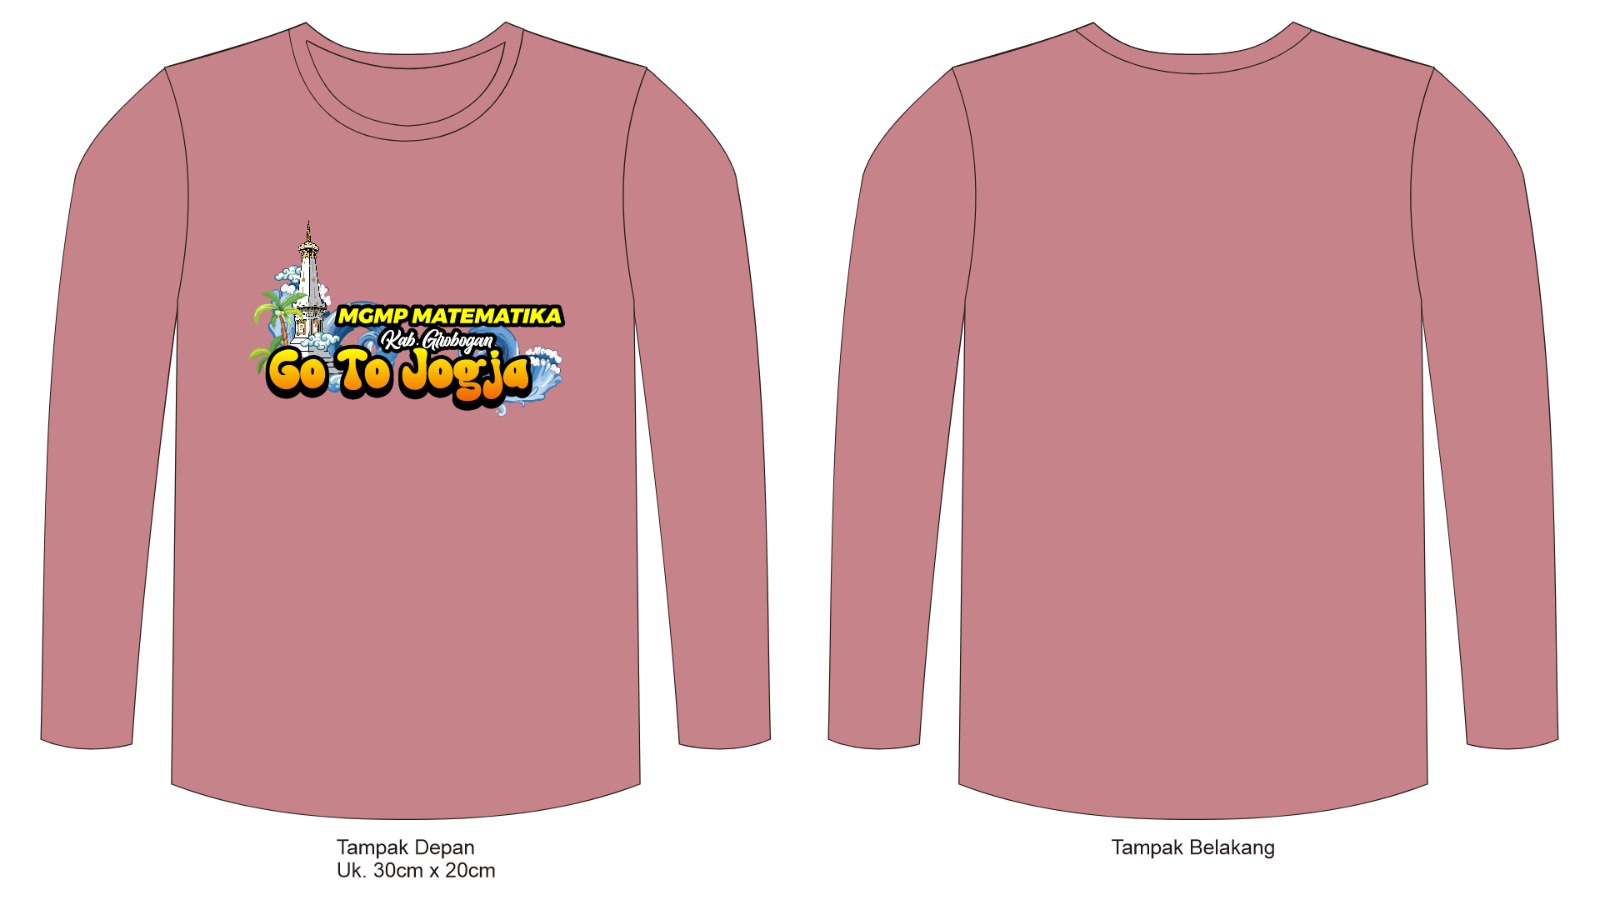 MGMP MATEMATIKA
Kab. Grobogan
Go To Jogja
Tampak Depan
Uk. 30cm x 20cm
Tampak Belakang